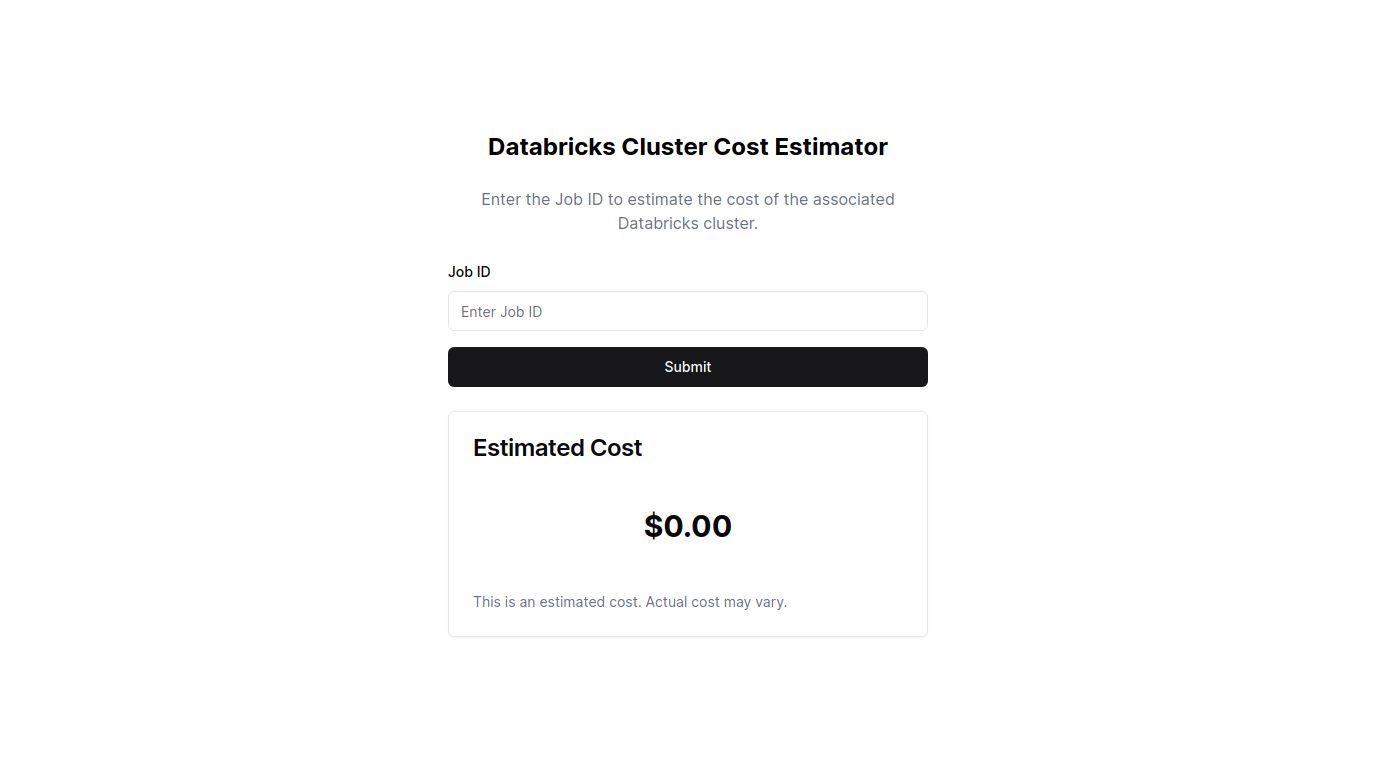 Databricks Cluster Cost Estimator
Enter the Job ID to estimate the cost of the associated
Databricks cluster.
Job ID
Enter Job ID
Submit
Estimated Cost
$0.00
This is an estimated cost. Actual cost may vary.